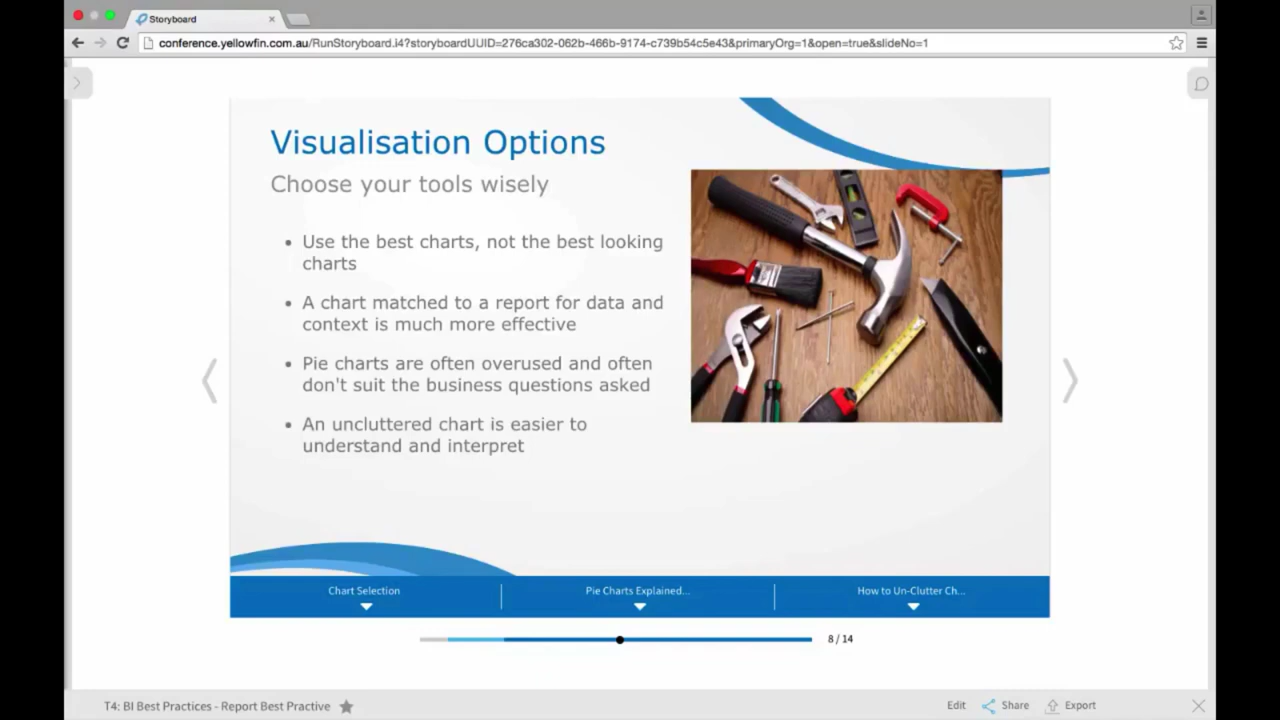 Storyboard
conference.yellowfin.com.au/RunStoryboard.i4?storyboardUUID=276ca302-062b-466b-9174-c739b54c5e43&primaryOrg=1&open=true&slideNo=1
Visualisation Options
Choose your tools wisely
• Use the best charts, not the best looking
charts
• A chart matched to a report for data and
context is much more effective
• Pie charts are often overused and often
don't suit the business questions asked
• An uncluttered chart is easier to
understand and interpret
Chart Selection
Pie Charts Explained...
How to Un-Clutter Ch...
8 / 14
T4: BI Best Practices - Report Best Practive
Edit
Share
Export